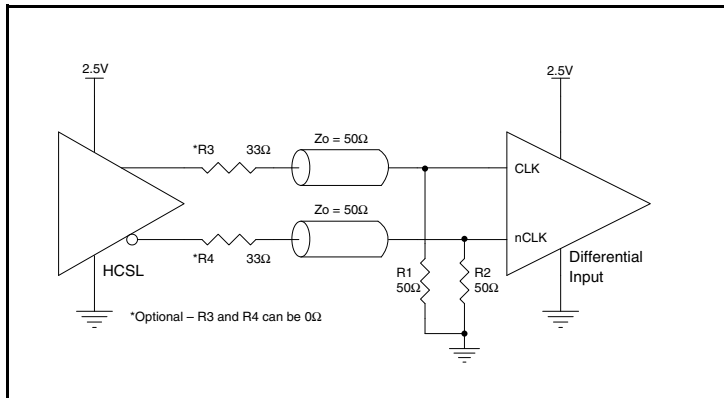 2.5V
2.5V
*R3 33Ω
Zo = 50Ω
CLK
Zo = 50Ω
nCLK
*R4 33Ω
HCSL
R1
50Ω
R2
50Ω
Differential
Input
*Optional – R3 and R4 can be 0Ω